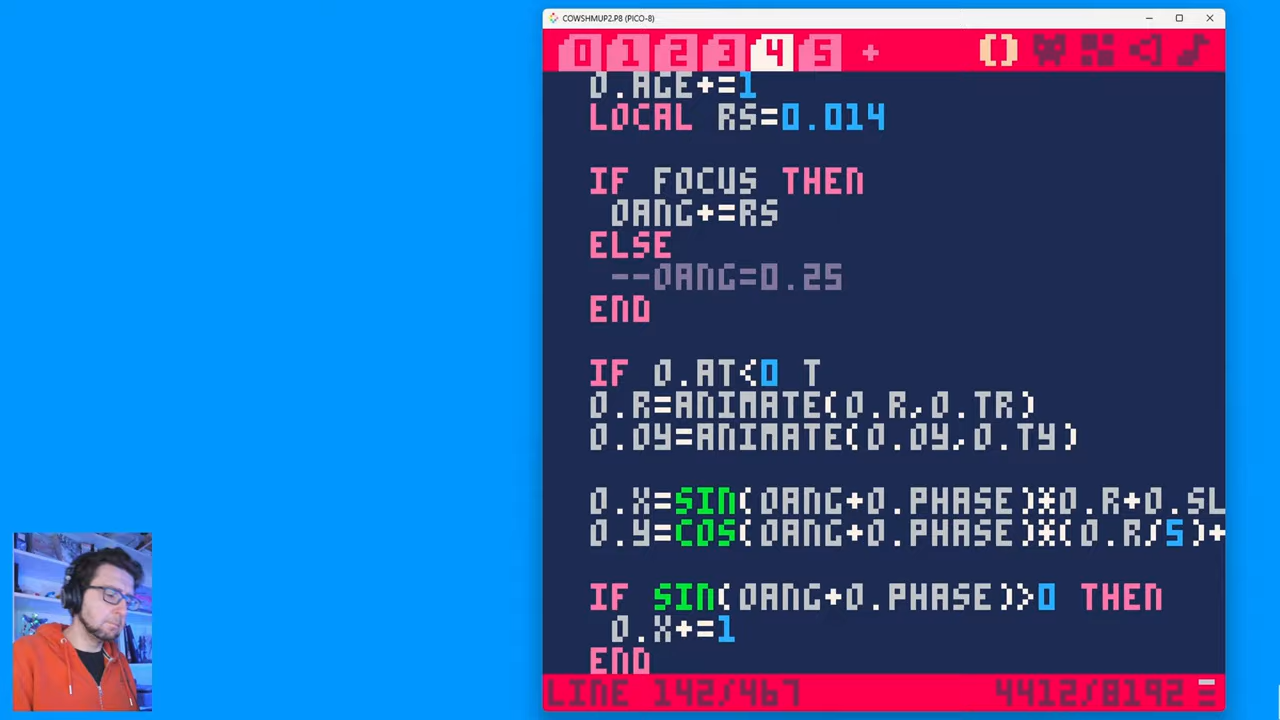 COWSHMUP2.P8 (PICO-8)
0 1 2 3 4 5 +
O.AGE+=1
LOCAL RS=0.014
IF FOCUS THEN
OANG+=RS
ELSE
--OANG=0.25
END
IF O.AT<0 T
O.R=ANIMATE(O.R,O.TR)
O.OY=ANIMATE(O.OY,O.TY)
O.X=SIN(OANG+O.PHASE)*O.R+O.SL
O.Y=COS(OANG+O.PHASE)*(O.R/5)+
IF SIN(OANG+O.PHASE)>0 THEN
O.X+=1
END
LINE 142/467 4412/8192